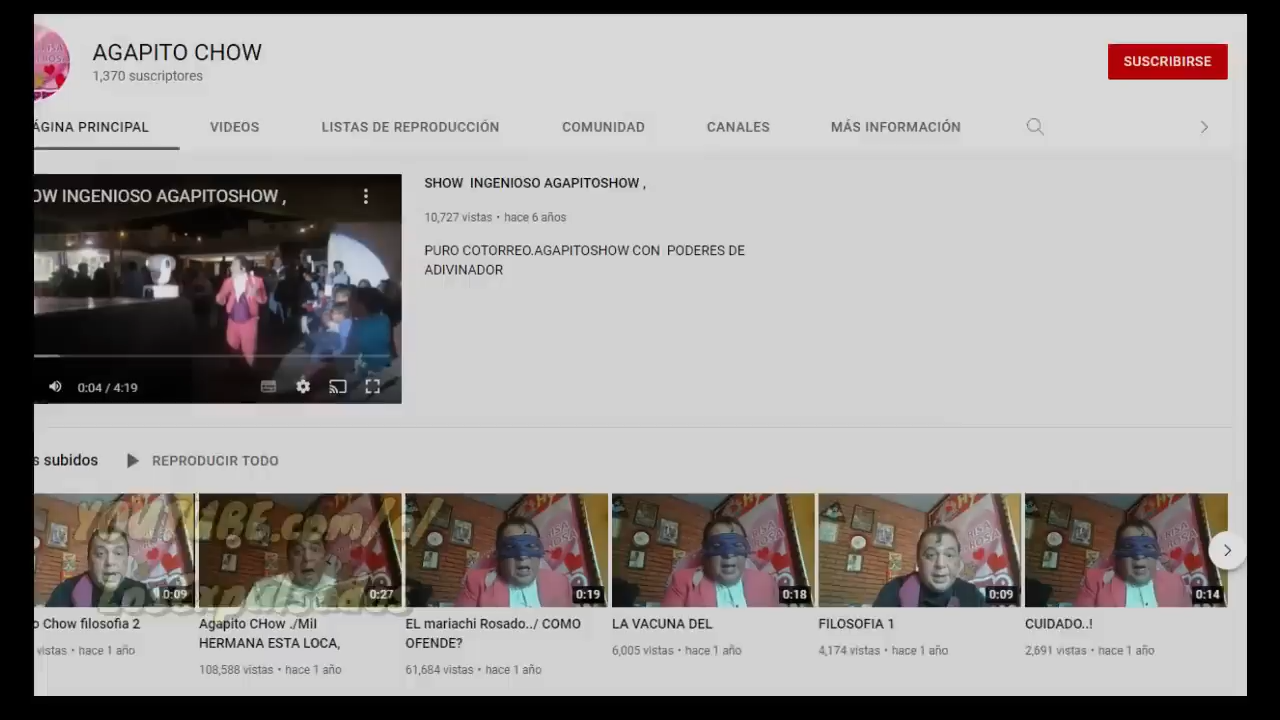 AGAPITO CHOW
1,370 suscriptores
SUSCRIBIRSE
ÁGINA PRINCIPAL VIDEOS LISTAS DE REPRODUCCIÓN COMUNIDAD CANALES MÁS INFORMACIÓN
OW INGENIOSO AGAPITOSHOW ,
SHOW INGENIOSO AGAPITOSHOW ,
10,727 vistas • hace 6 años
PURO COTORREO.AGAPITOSHOW CON PODERES DE
ADIVINADOR
0:04 / 4:19
s subidos REPRODUCIR TODO
YOUTUBE.com/c/
0:09 0:27 0:19 0:18 0:09 0:14
o Chow filosofia 2
vistas • hace 1 año
Agapito CHow ./Mil
HERMANA ESTA LOCA,
108,588 vistas • hace 1 año
EL mariachi Rosado../ COMO
OFENDE?
61,684 vistas • hace 1 año
LA VACUNA DEL
6,005 vistas • hace 1 año
FILOSOFIA 1
4,174 vistas • hace 1 año
CUIDADO..!
2,691 vistas • hace 1 año